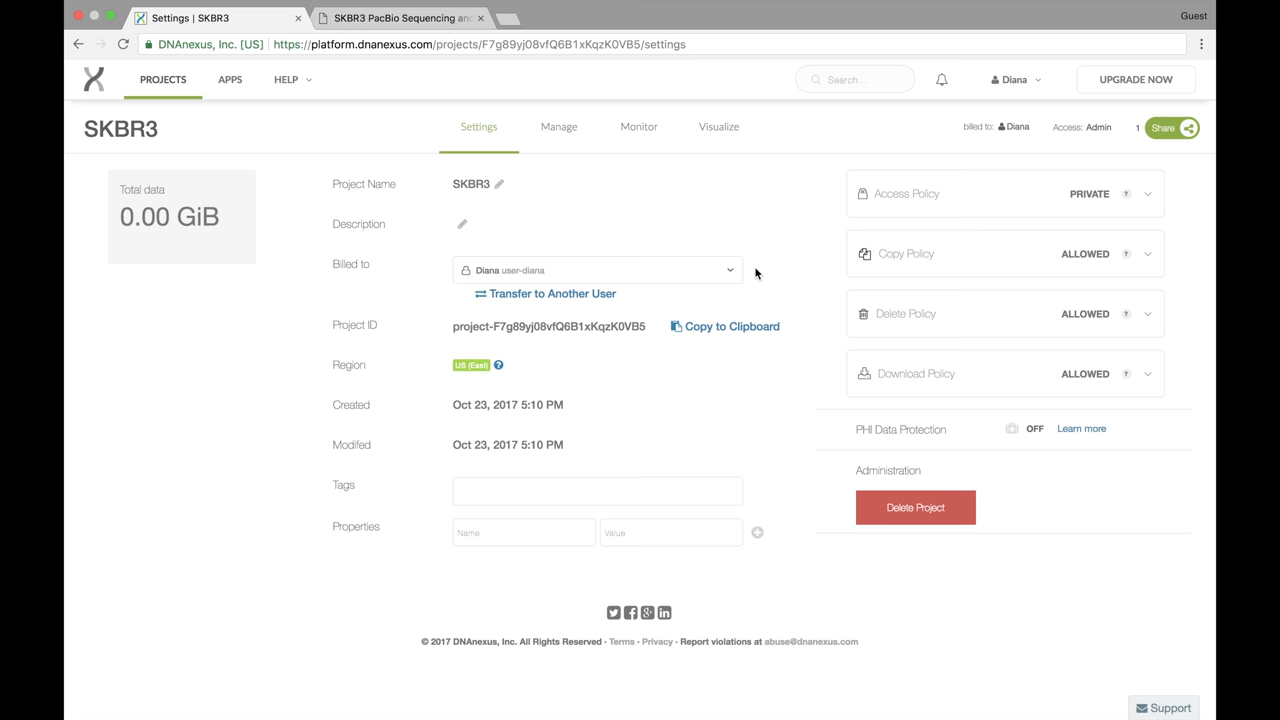 Settings | SKBR3
SKBR3 PacBio Sequencing and
Guest
DNAnexus, Inc. [US] | https://platform.dnanexus.com/projects/F7g89yj08vfQ6B1xKqzK0VB5/settings
PROJECTS APPS HELP Search... Diana UPGRADE NOW
SKBR3 Settings Manage Monitor Visualize billed to: Diana Access: Admin 1 Share
Total data
0.00 GiB
Project Name SKBR3
Description
Billed to Diana user-diana
Transfer to Another User
Project ID project-F7g89yj08vfQ6B1xKqzK0VB5 Copy to Clipboard
Region US (East) ?
Created Oct 23, 2017 5:10 PM
Modifed Oct 23, 2017 5:10 PM
Tags
Properties Name Value
Access Policy PRIVATE ?
Copy Policy ALLOWED ?
Delete Policy ALLOWED ?
Download Policy ALLOWED ?
PHI Data Protection OFF Learn more
Administration
Delete Project
© 2017 DNAnexus, Inc. All Rights Reserved · Terms · Privacy · Report violations at abuse@dnanexus.com
Support